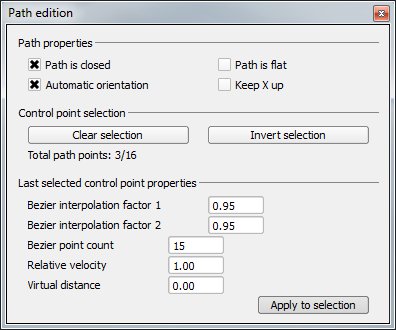 Path edition
Path properties
Path is closed Path is flat
Automatic orientation Keep X up
Control point selection
Clear selection Invert selection
Total path points: 3/16
Last selected control point properties
Bezier interpolation factor 1 0.95
Bezier interpolation factor 2 0.95
Bezier point count 15
Relative velocity 1.00
Virtual distance 0.00
Apply to selection